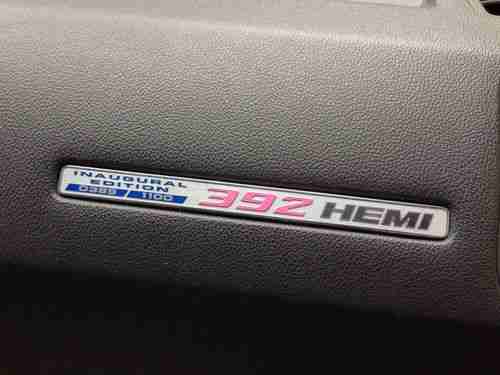 INAUGURAL
EDITION
0389 / 1100
392 HEMI